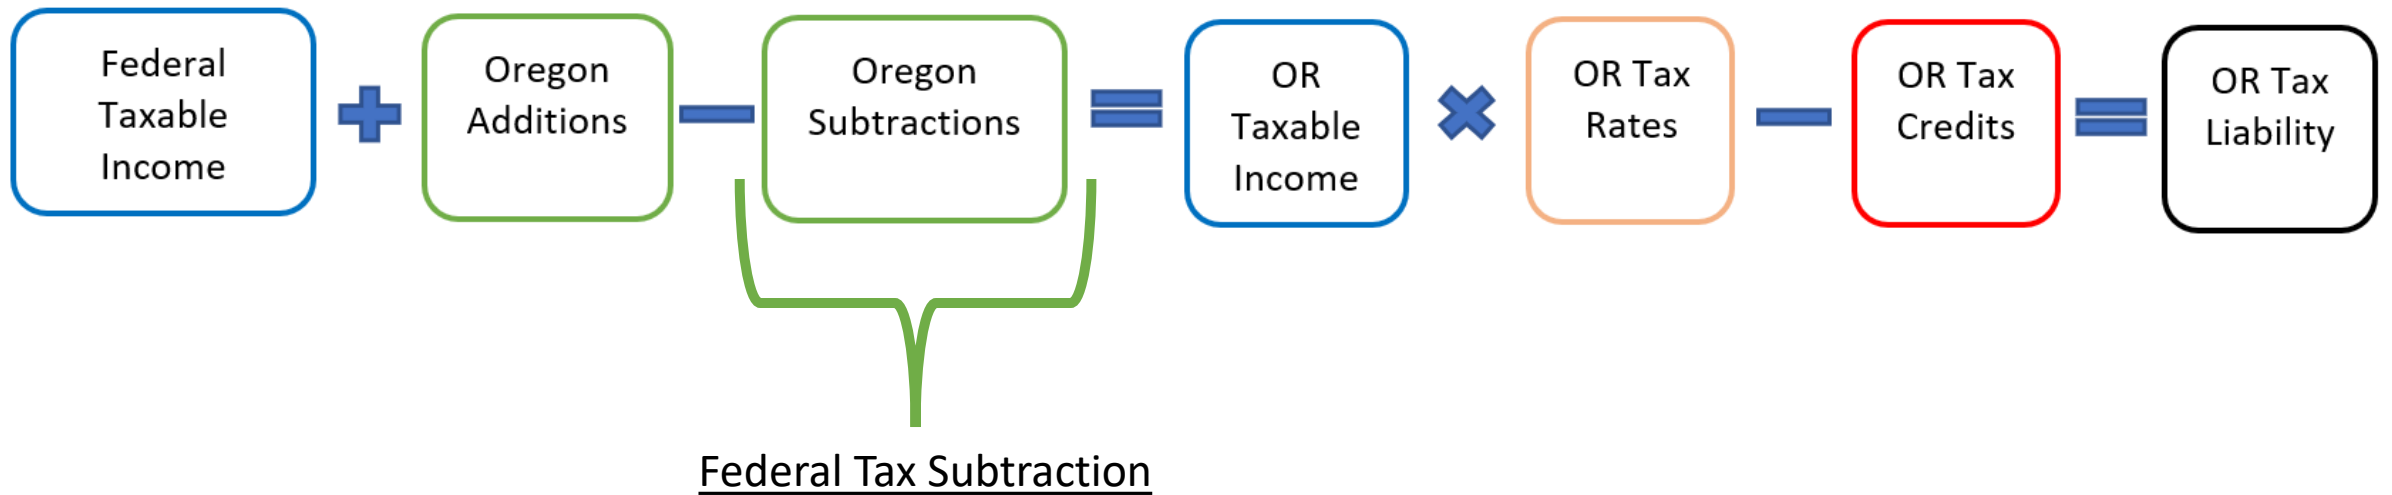 Federal
Taxable
Income
Oregon
Additions
Oregon
Subtractions
OR
Taxable
Income
OR Tax
Rates
OR Tax
Credits
OR Tax
Liability
Federal Tax Subtraction